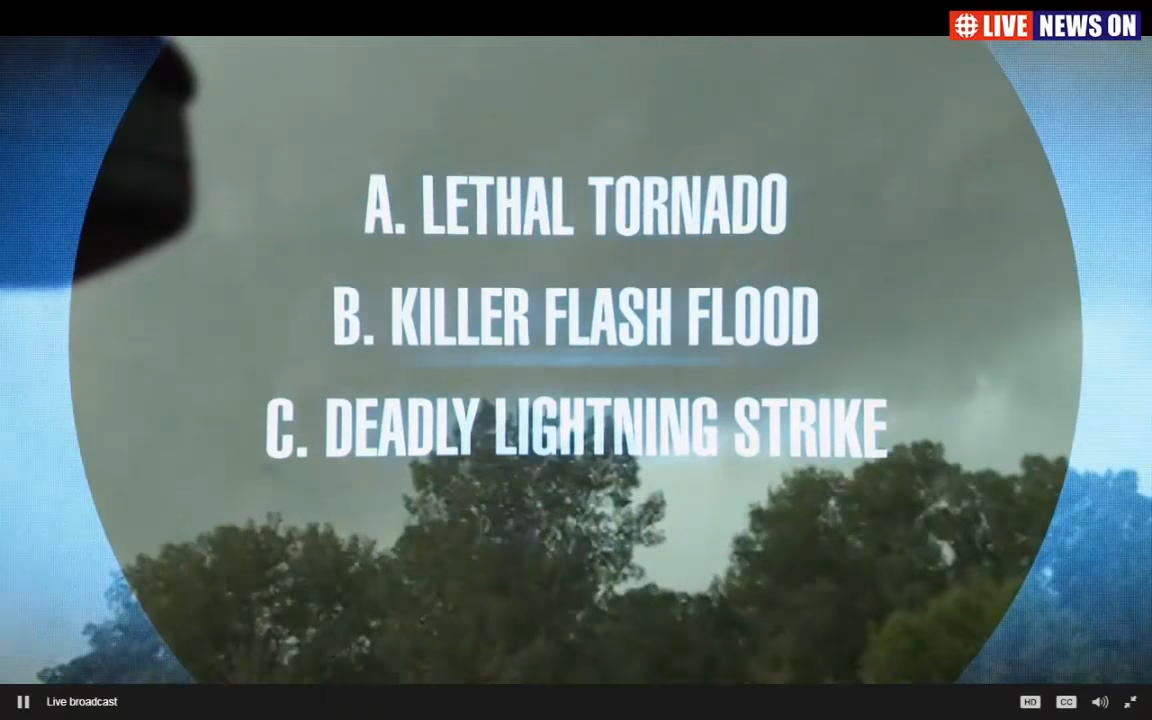 LIVE NEWS ON
A. LETHAL TORNADO
B. KILLER FLASH FLOOD
C. DEADLY LIGHTNING STRIKE
Live broadcast
HD CC